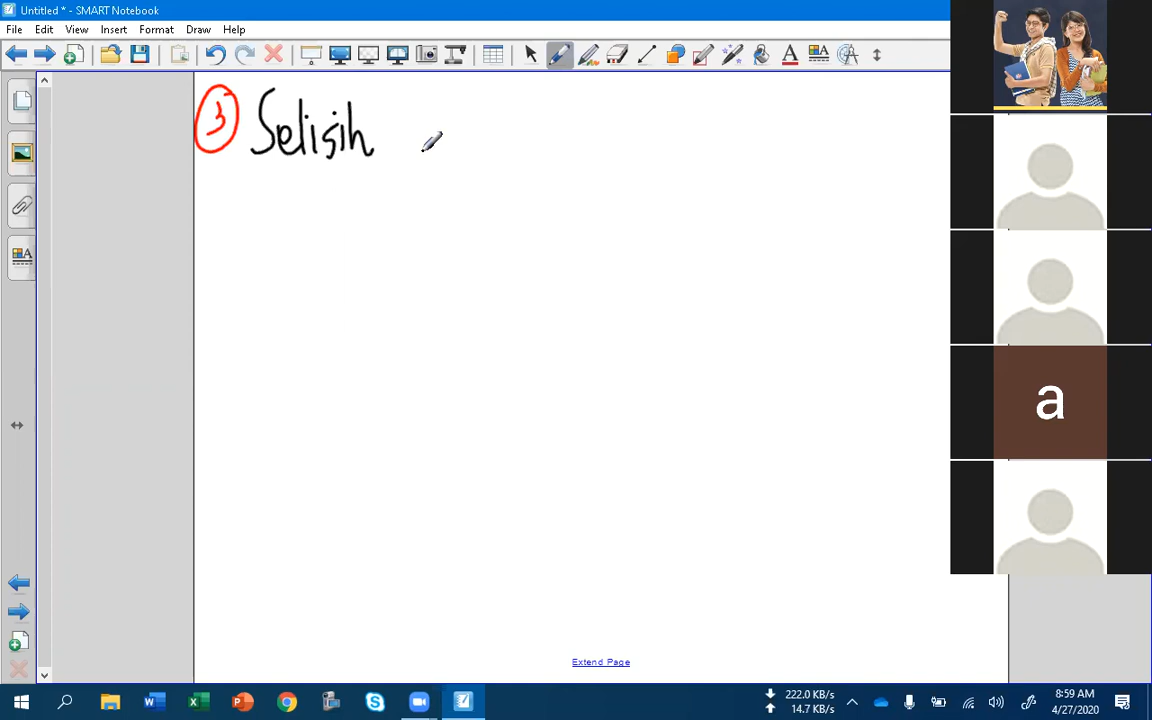 Untitled * - SMART Notebook
File Edit View Insert Format Draw Help
3 Selisih
a
Extend Page
222.0 KB/s
14.7 KB/s
8:59 AM
4/27/2020